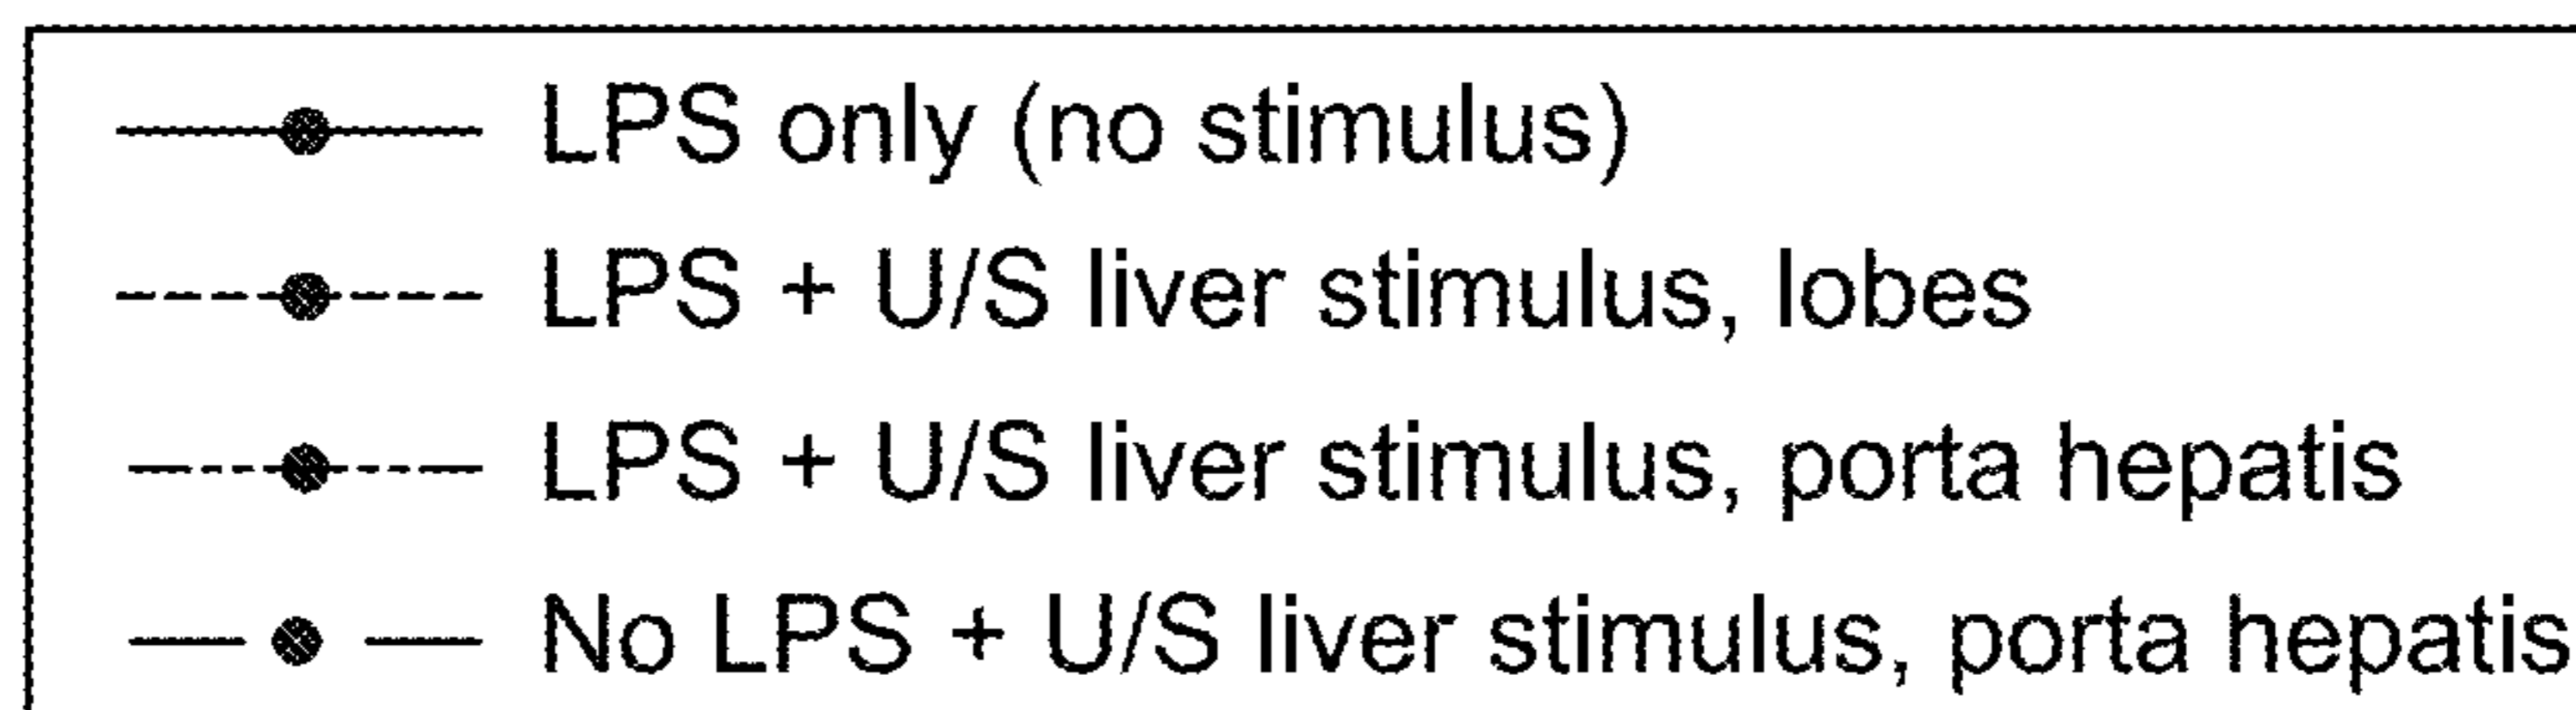 LPS only (no stimulus)
LPS + U/S liver stimulus, lobes
LPS + U/S liver stimulus, porta hepatis
No LPS + U/S liver stimulus, porta hepatis